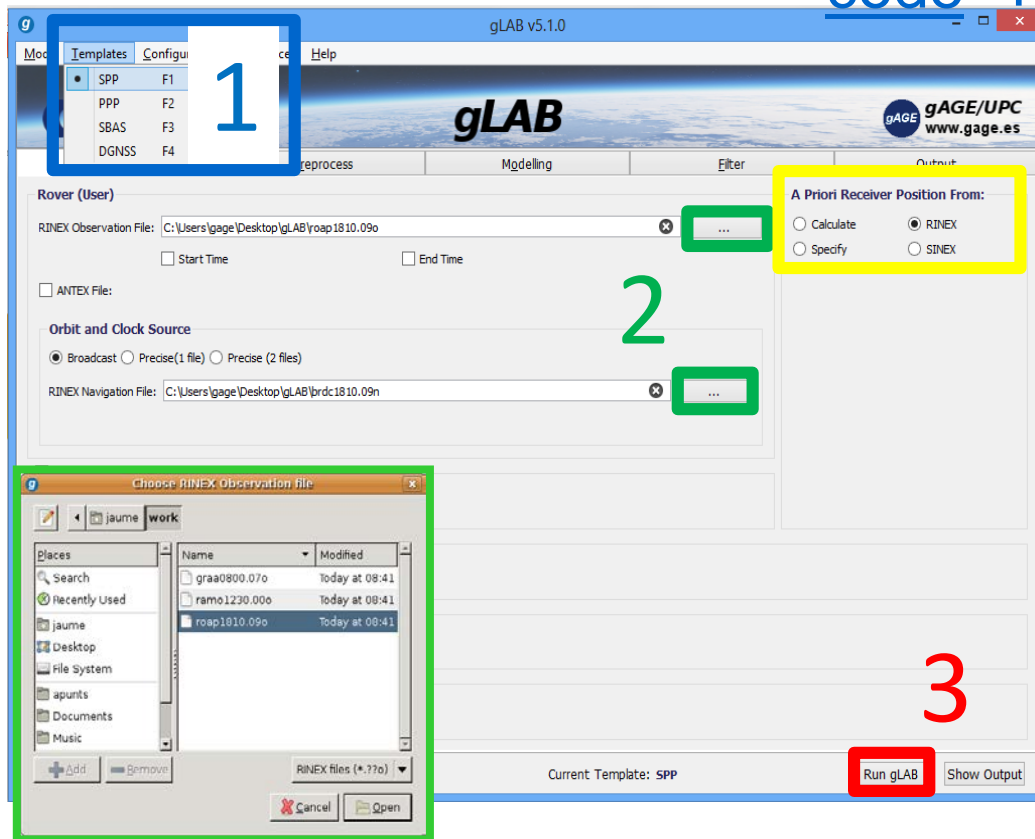 code
gLAB v5.1.0
Mod Templates Configu ce Help
SPP F1
PPP F2
SBAS F3
DGNSS F4
1
gLAB
gAGE gAGE/UPC
www.gage.es
reprocess Modelling Filter Output
Rover (User)
RINEX Observation File: C:\Users\gage\Desktop\gLAB\roap1810.09o ...
Start Time End Time
ANTEX File:
2
Orbit and Clock Source
Broadcast Precise(1 file) Precise (2 files)
RINEX Navigation File: C:\Users\gage\Desktop\gLAB\brdc1810.09n ...
A Priori Receiver Position From:
Calculate RINEX
Specify SINEX
Choose RINEX Observation file
jaume work
Places
Search
Recently Used
jaume
Desktop
File System
apunts
Documents
Music
Name Modified
graa0800.07o Today at 08:41
ramo1230.00o Today at 08:41
roap1810.09o Today at 08:41
Add Remove RINEX files (*.??o)
Cancel Open
3
Current Template: SPP Run gLAB Show Output